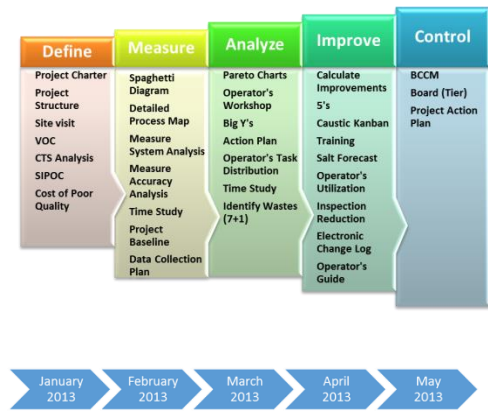 Define
Measure
Analyze
Improve
Control
Project Charter
Project
Structure
Site visit
VOC
CTS Analysis
SIPOC
Cost of Poor
Quality
Spaghetti
Diagram
Detailed
Process Map
Measure
System Analysis
Measure
Accuracy
Analysis
Time Study
Project
Baseline
Data Collection
Plan
Pareto Charts
Operator's
Workshop
Big Y's
Action Plan
Operator's Task
Distribution
Time Study
Identify Wastes
(7+1)
Calculate
Improvements
5's
Caustic Kanban
Training
Salt Forecast
Operator's
Utilization
Inspection
Reduction
Electronic
Change Log
Operator's
Guide
BCCM
Board (Tier)
Project Action
Plan
January
2013
February
2013
March
2013
April
2013
May
2013